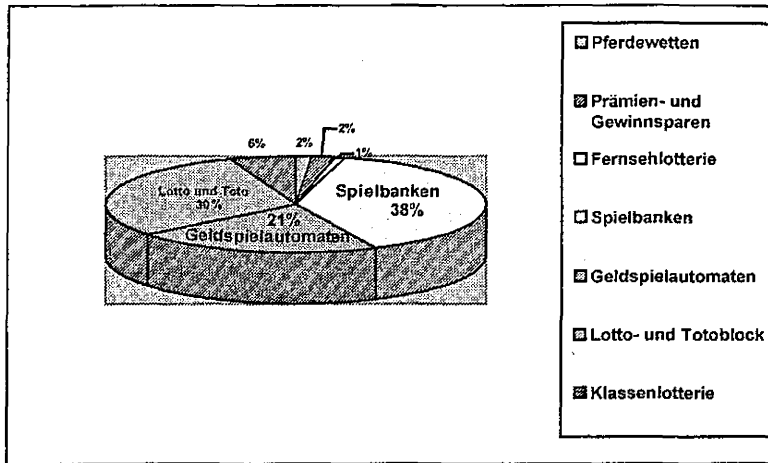 6%
2%
2%
1%
Lotto und Toto
30%
Spielbanken
38%
21%
Geldspielautomaten
Pferdewetten
Prämien- und
Gewinnsparen
Fernsehlotterie
Spielbanken
Geldspielautomaten
Lotto- und Totoblock
Klassenlotterie